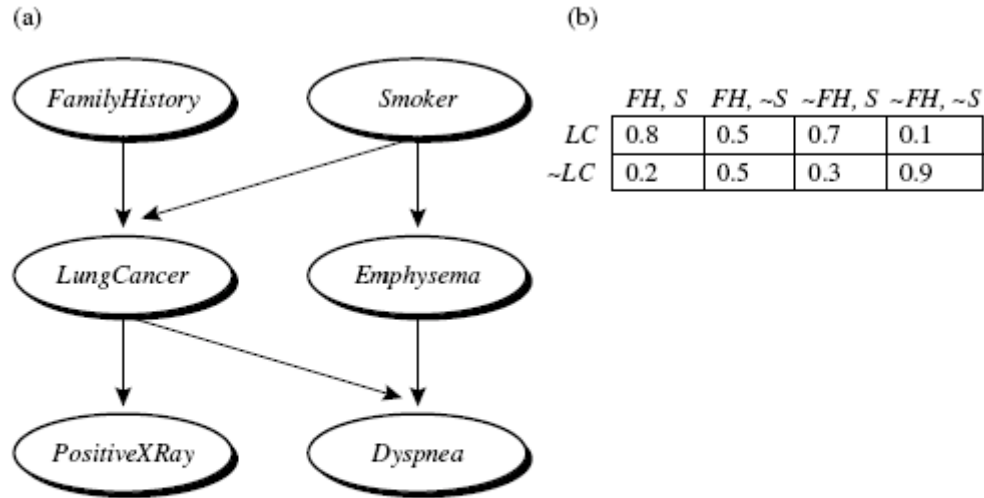 (a)
(b)
FamilyHistory
Smoker
LungCancer
Emphysema
PositiveXRay
Dyspnea
FH, S FH, ~S ~FH, S ~FH, ~S
LC 0.8 0.5 0.7 0.1
~LC 0.2 0.5 0.3 0.9